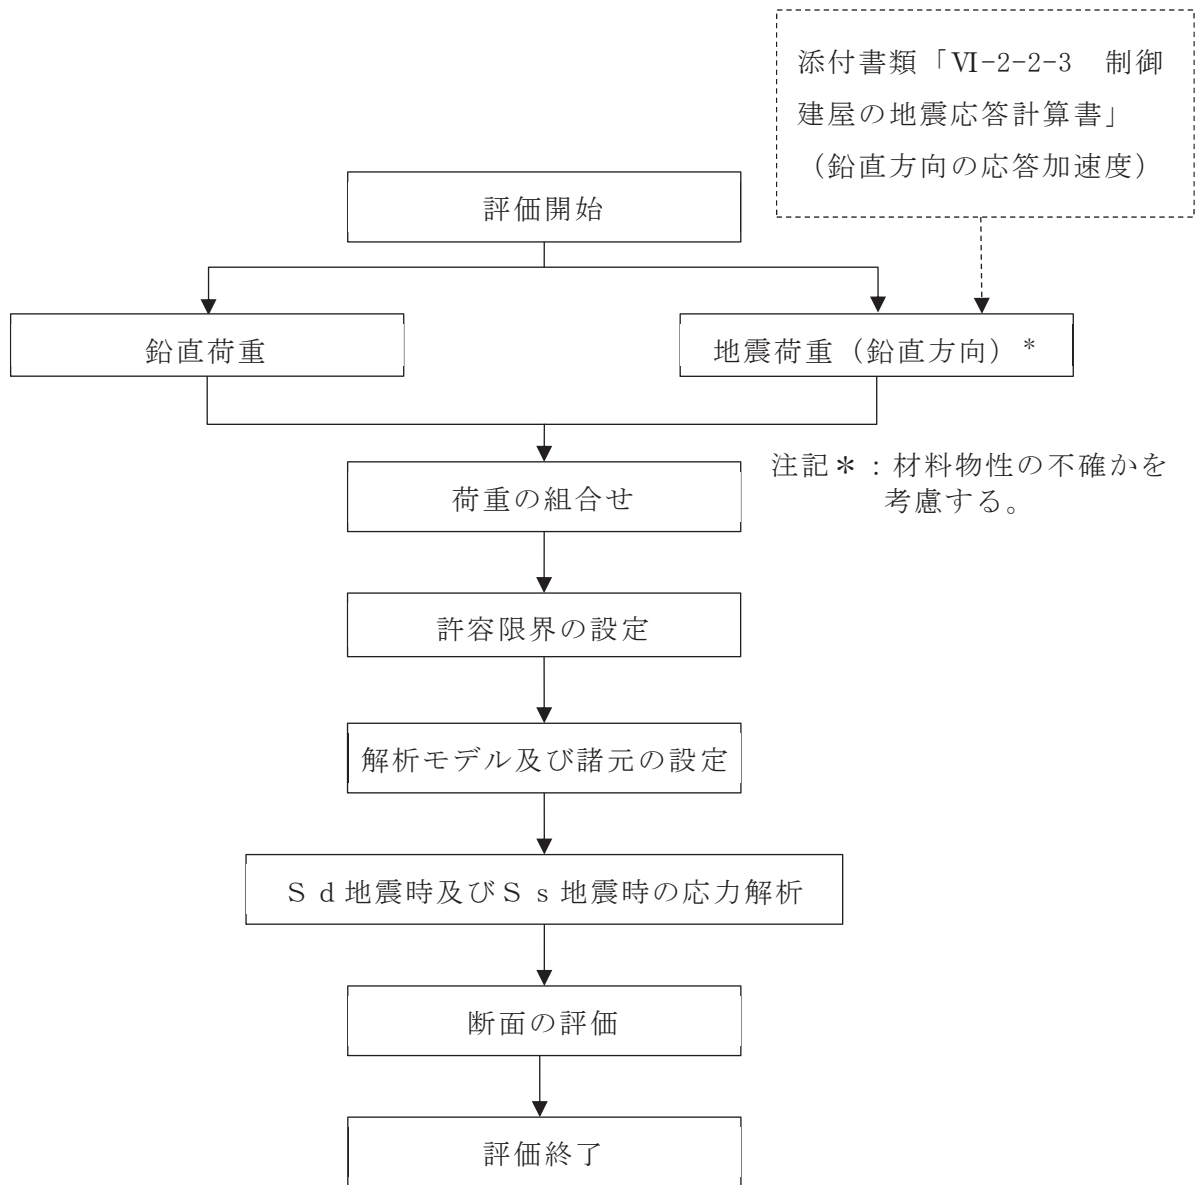 添付書類「Ⅵ-2-2-3　制御
建屋の地震応答計算書」
（鉛直方向の応答加速度）
評価開始
鉛直荷重
地震荷重（鉛直方向）*
注記＊：材料物性の不確かを
考慮する。
荷重の組合せ
許容限界の設定
解析モデル及び諸元の設定
Ｓｄ地震時及びＳｓ地震時の応力解析
断面の評価
評価終了